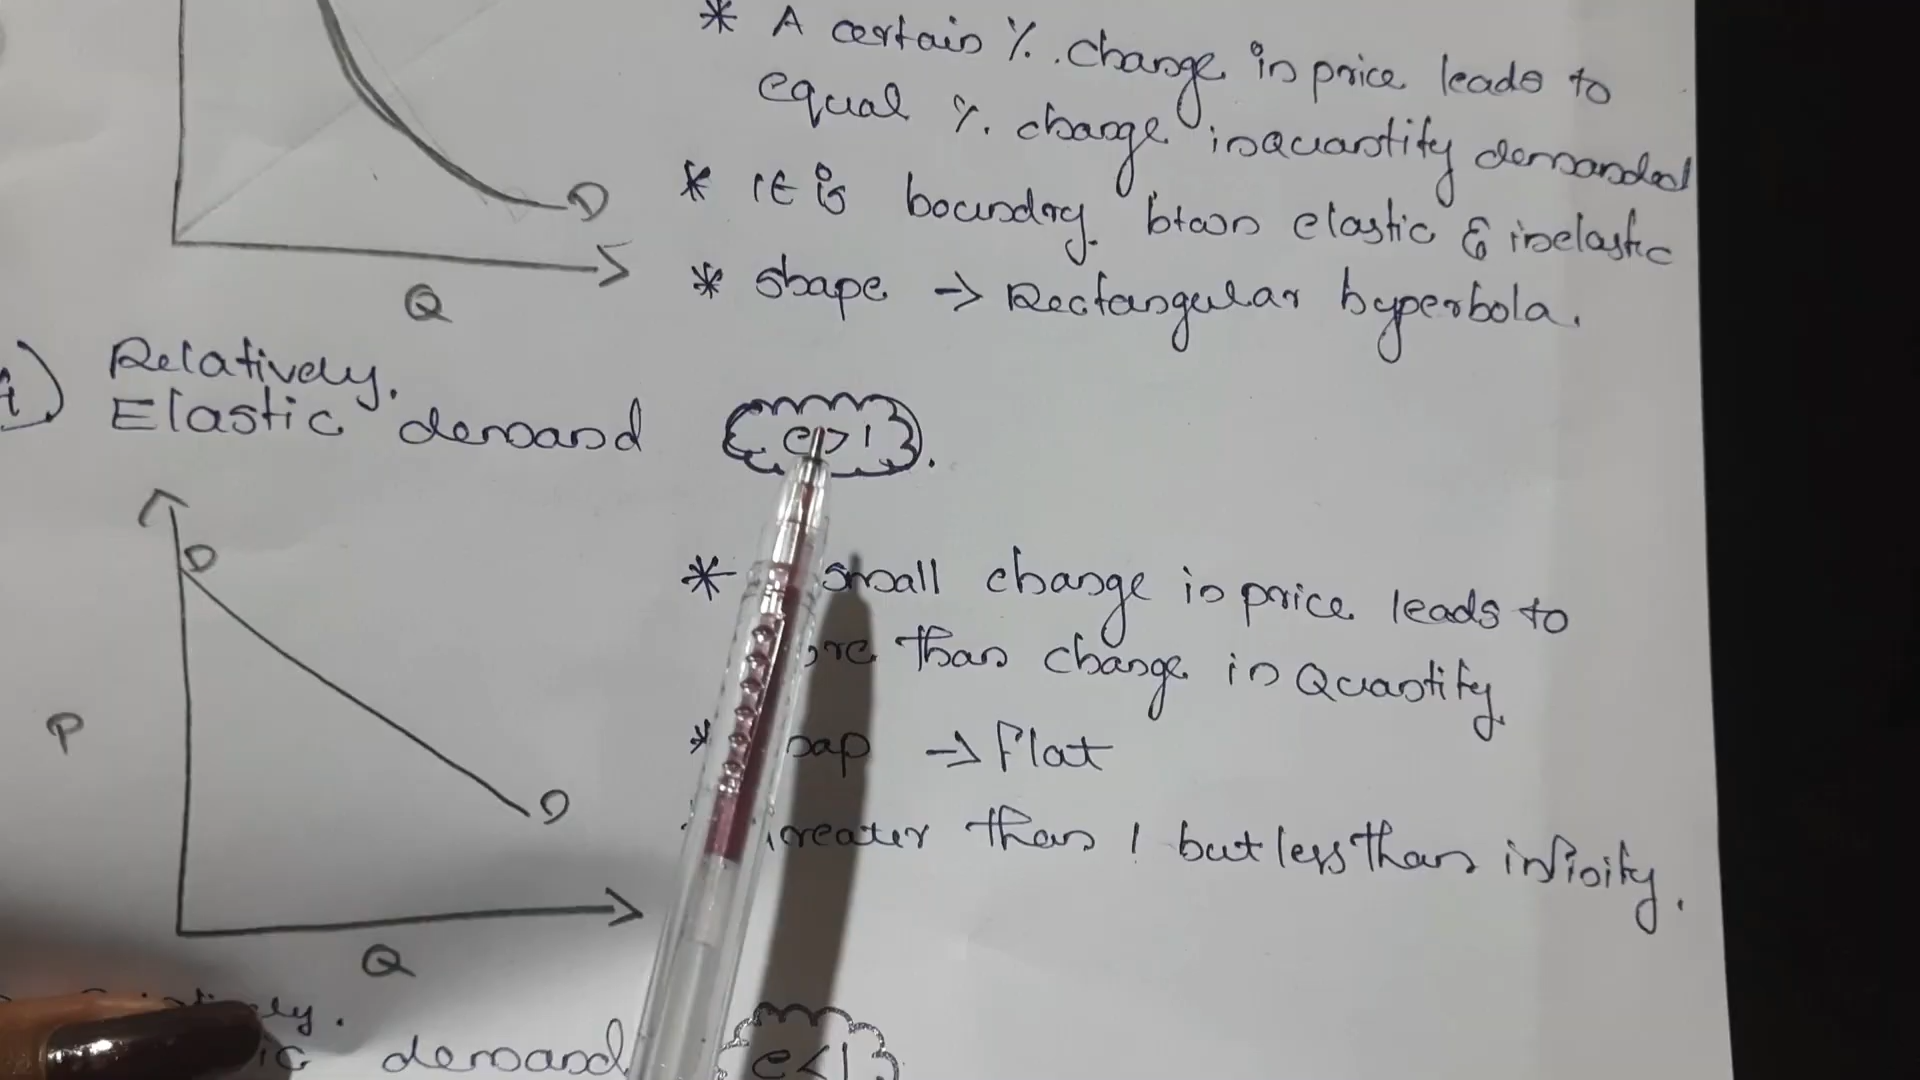 * A certain %. change in price leads to
equal %. change in quantity demanded
* it is boundry btwn elastic & inelastic
* shape → Rectangular hyperbola.
D
Q
Relatively.
Elastic demand e>1.
D
P
D
Q
* small change in price leads to
than change in Quantity
* → Flat
than 1 but less than infinity.
demand e<1